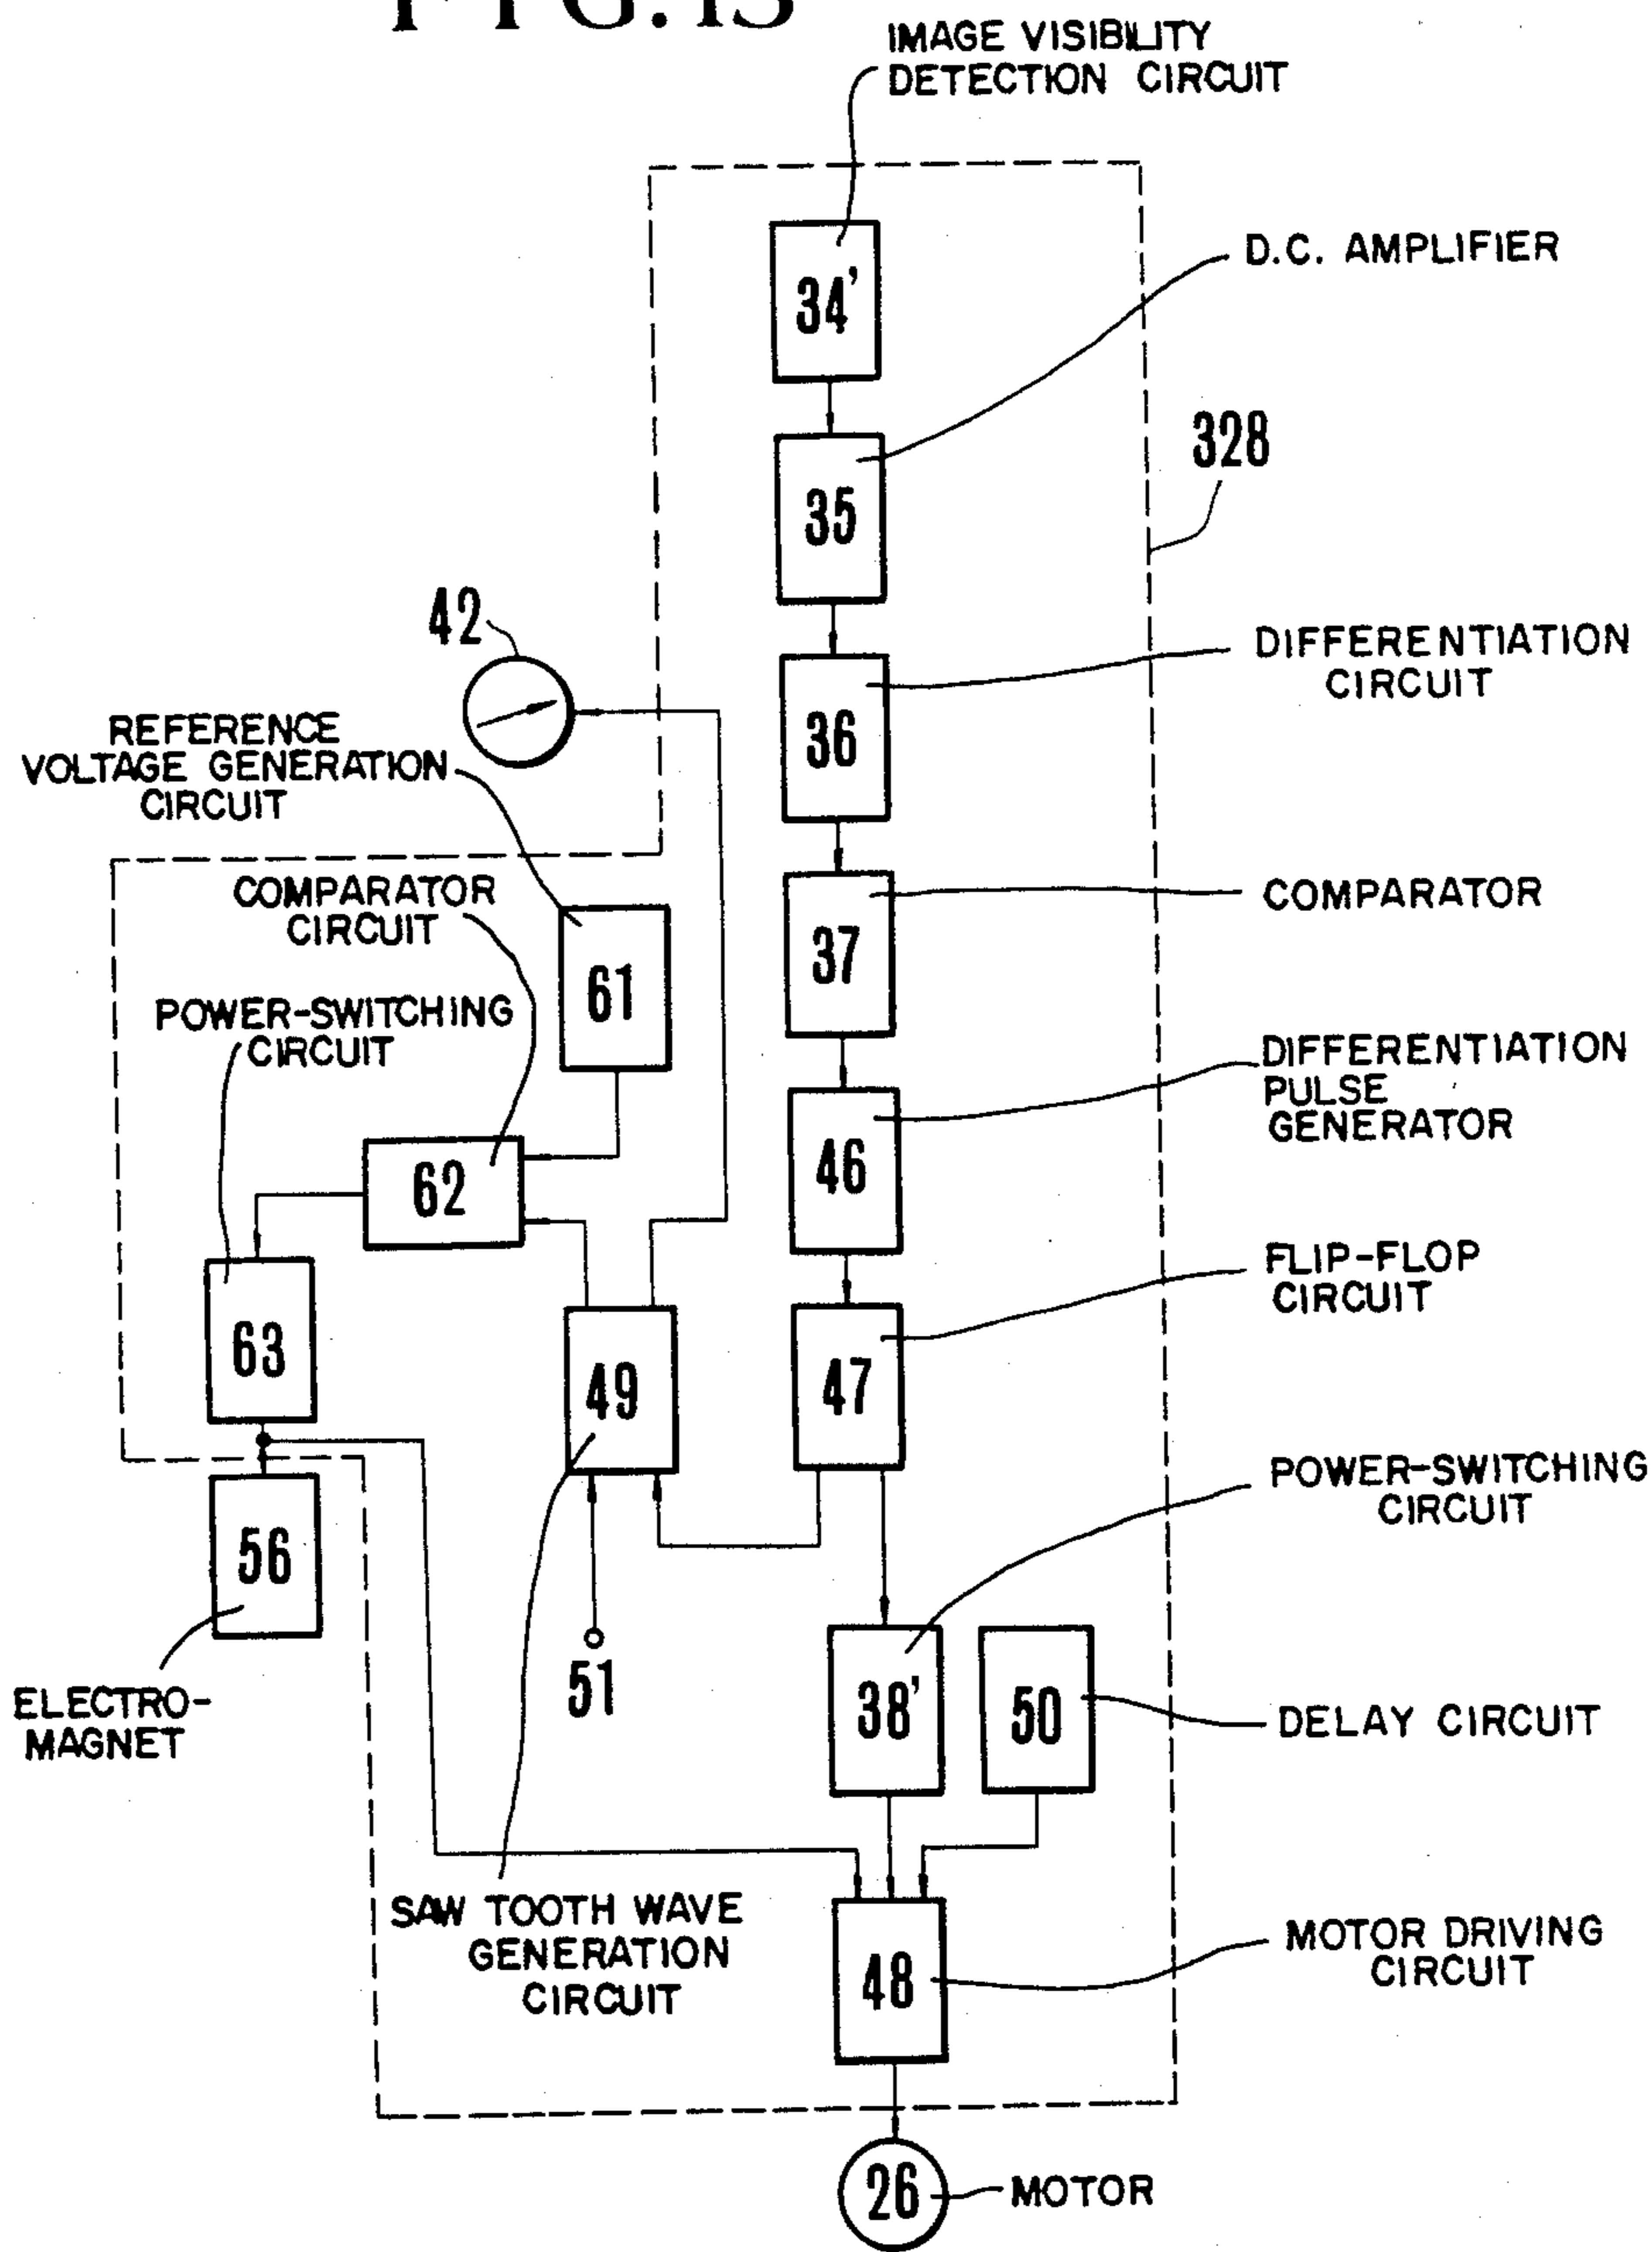 FIG. 13
IMAGE VISIBILITY
DETECTION CIRCUIT
34'
D.C. AMPLIFIER
35
328
42
DIFFERENTIATION
CIRCUIT
36
REFERENCE
VOLTAGE GENERATION
CIRCUIT
COMPARATOR
CIRCUIT
COMPARATOR
37
61
POWER-SWITCHING
CIRCUIT
DIFFERENTIATION
PULSE
GENERATOR
46
62
FLIP-FLOP
CIRCUIT
63
49
47
POWER-SWITCHING
CIRCUIT
56
51
38'
50
DELAY CIRCUIT
ELECTRO-
MAGNET
SAW TOOTH WAVE
GENERATION
CIRCUIT
48
MOTOR DRIVING
CIRCUIT
26
MOTOR